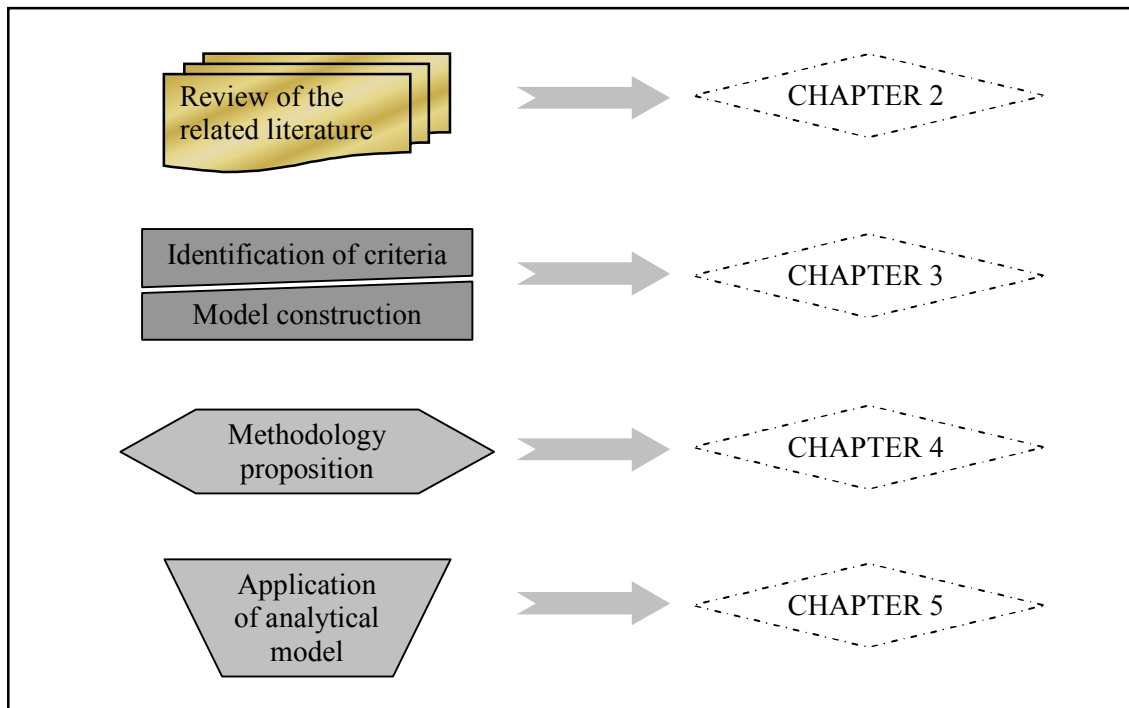 Review of the
related literature
CHAPTER 2
Identification of criteria
Model construction
CHAPTER 3
Methodology
proposition
CHAPTER 4
Application
of analytical
model
CHAPTER 5